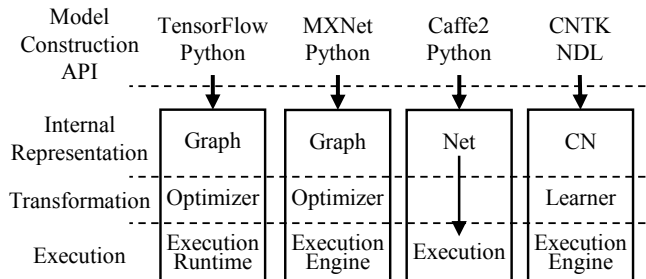 Model
Construction
API
TensorFlow
Python
MXNet
Python
Caffe2
Python
CNTK
NDL
Internal
Representation
Graph
Graph
Net
CN
Transformation
Optimizer
Optimizer
Learner
Execution
Execution
Runtime
Execution
Engine
Execution
Execution
Engine